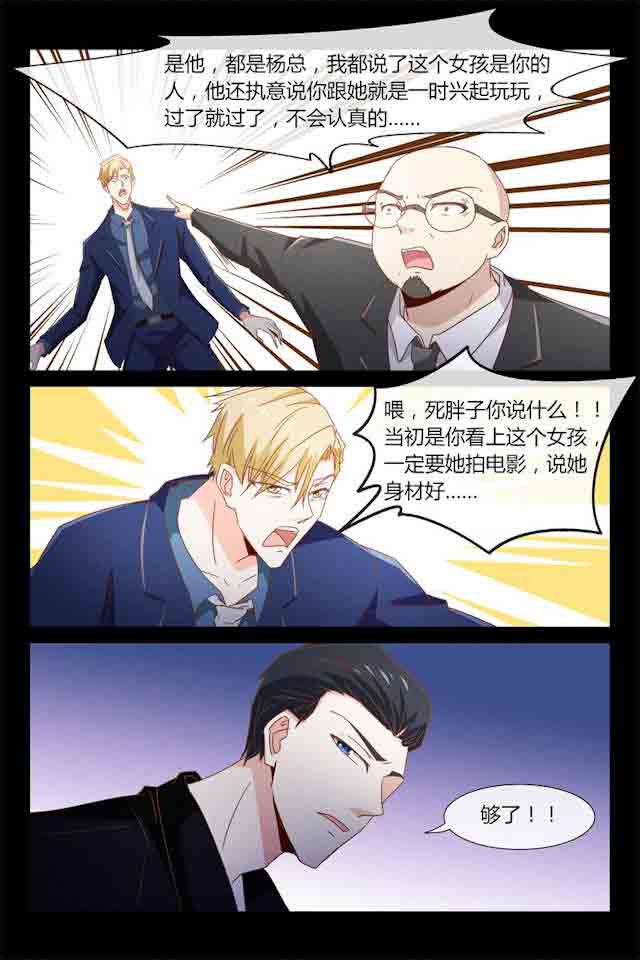 是他，都是杨总，我都说了这个女孩是你的
人，他还执意说你跟她就是一时兴起玩玩，
过了就过了，不会认真的……
喂，死胖子你说什么！！
当初是你看上这个女孩，
一定要她拍电影，说她
身材好……
够了！！